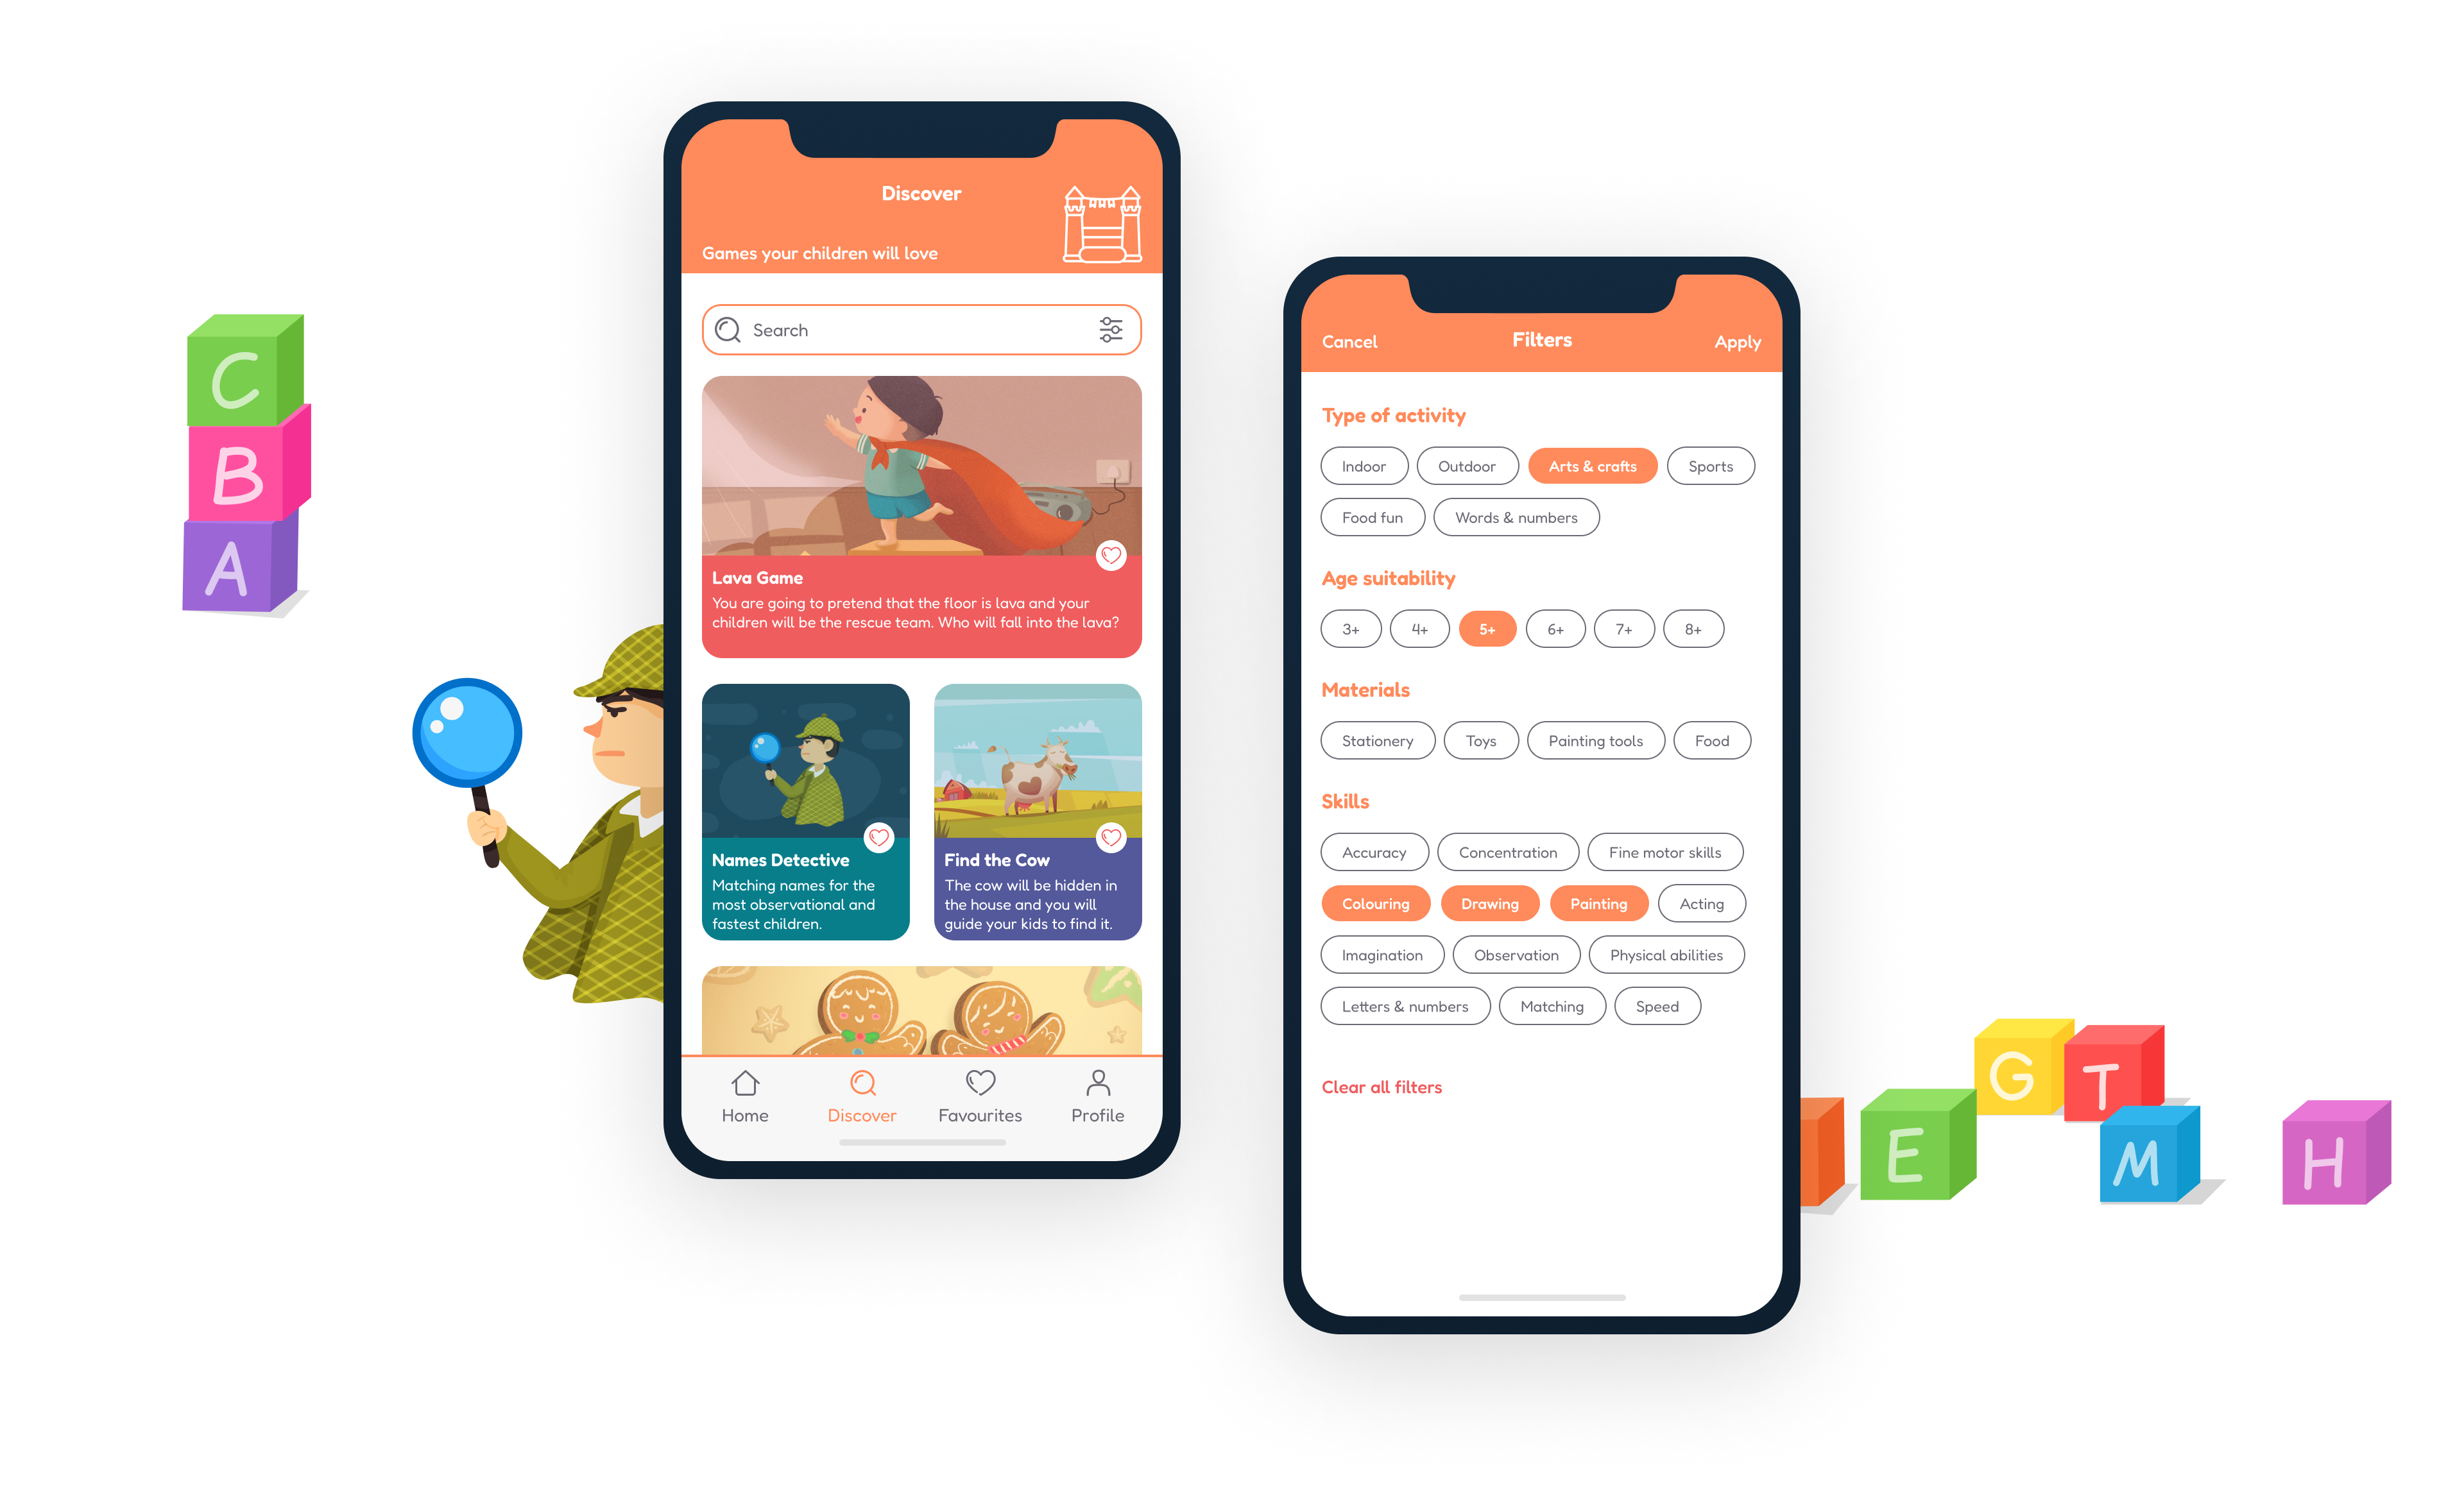 C
B
A
Discover
Games your children will love
Search
Lava Game
You are going to pretend that the floor is lava and your
children will be the rescue team. Who will fall into the lava?
Names Detective
Matching names for the
most observational and
fastest children.
Find the Cow
The cow will be hidden in
the house and you will
guide your kids to find it.
Home
Discover
Favourites
Profile
Cancel
Filters
Apply
Type of activity
Indoor
Outdoor
Arts & crafts
Sports
Food fun
Words & numbers
Age suitability
3+
4+
5+
6+
7+
8+
Materials
Stationery
Toys
Painting tools
Food
Skills
Accuracy
Concentration
Fine motor skills
Colouring
Drawing
Painting
Acting
Imagination
Observation
Physical abilities
Letters & numbers
Matching
Speed
Clear all filters
G
T
E
M
H